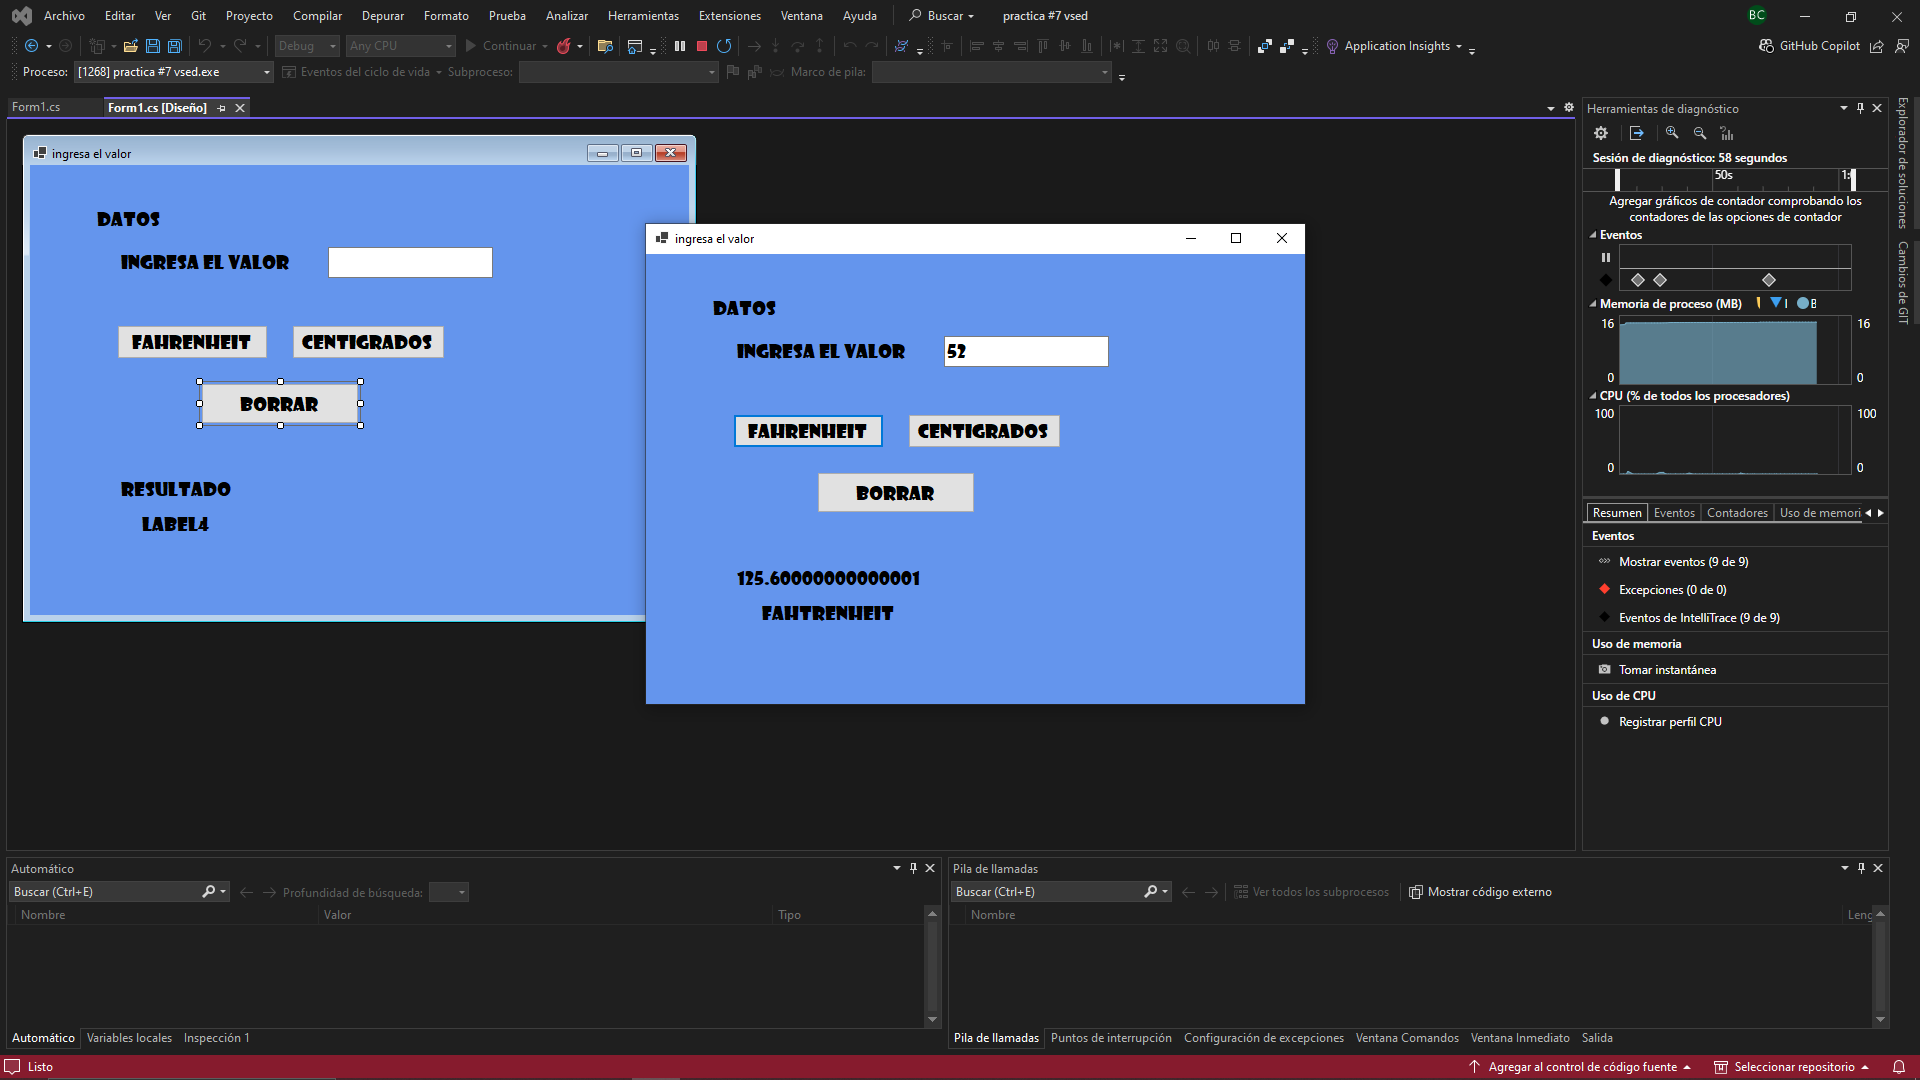 Archivo Editar Ver Git Proyecto Compilar Depurar Formato Prueba Analizar Herramientas Extensiones Ventana Ayuda Buscar practica #7 vsed BC
Debug Any CPU Continuar Application Insights GitHub Copilot
Proceso: [1268] practica #7 vsed.exe Eventos del ciclo de vida Subproceso: Marco de pila:
Form1.cs Form1.cs [Diseño]
ingresa el valor
DATOS
INGRESA EL VALOR
FAHRENHEIT CENTIGRADOS
BORRAR
RESULTADO
LABEL4
ingresa el valor
DATOS
INGRESA EL VALOR 52
FAHRENHEIT CENTIGRADOS
BORRAR
125.60000000000001
FAHTRENHEIT
Herramientas de diagnóstico
Sesión de diagnóstico: 58 segundos
50s
Agregar gráficos de contador comprobando los
contadores de las opciones de contador
Eventos
Memoria de proceso (MB)
16 16
0 0
CPU (% de todos los procesadores)
100 100
0 0
Resumen Eventos Contadores Uso de memori
Eventos
Mostrar eventos (9 de 9)
Excepciones (0 de 0)
Eventos de IntelliTrace (9 de 9)
Uso de memoria
Tomar instantánea
Uso de CPU
Registrar perfil CPU
Explorador de soluciones
Cambios de GIT
Automático
Buscar (Ctrl+E) Profundidad de búsqueda:
Nombre Valor Tipo
Automático Variables locales Inspección 1
Pila de llamadas
Buscar (Ctrl+E) Ver todos los subprocesos Mostrar código externo
Nombre Leng
Pila de llamadas Puntos de interrupción Configuración de excepciones Ventana Comandos Ventana Inmediato Salida
Listo Agregar al control de código fuente Seleccionar repositorio